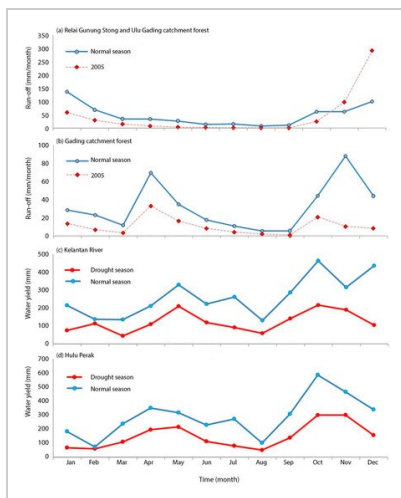 (a) Relai Gunung Stong and Ulu Gading catchment forest
350
300
250
200
150
100
50
0
Run-off (mm/month)
Normal season
2005
(b) Gading catchment forest
100
80
60
40
20
0
Run-off (mm/month)
Normal season
2005
(c) Kelantan River
500
400
300
200
100
0
Water yield (mm)
Drought season
Normal season
(d) Hulu Perak
700
600
500
400
300
200
100
0
Water yield (mm)
Drought season
Normal season
Jan Feb Mar Apr May Jun Jul Aug Sep Oct Nov Dec
Time (month)